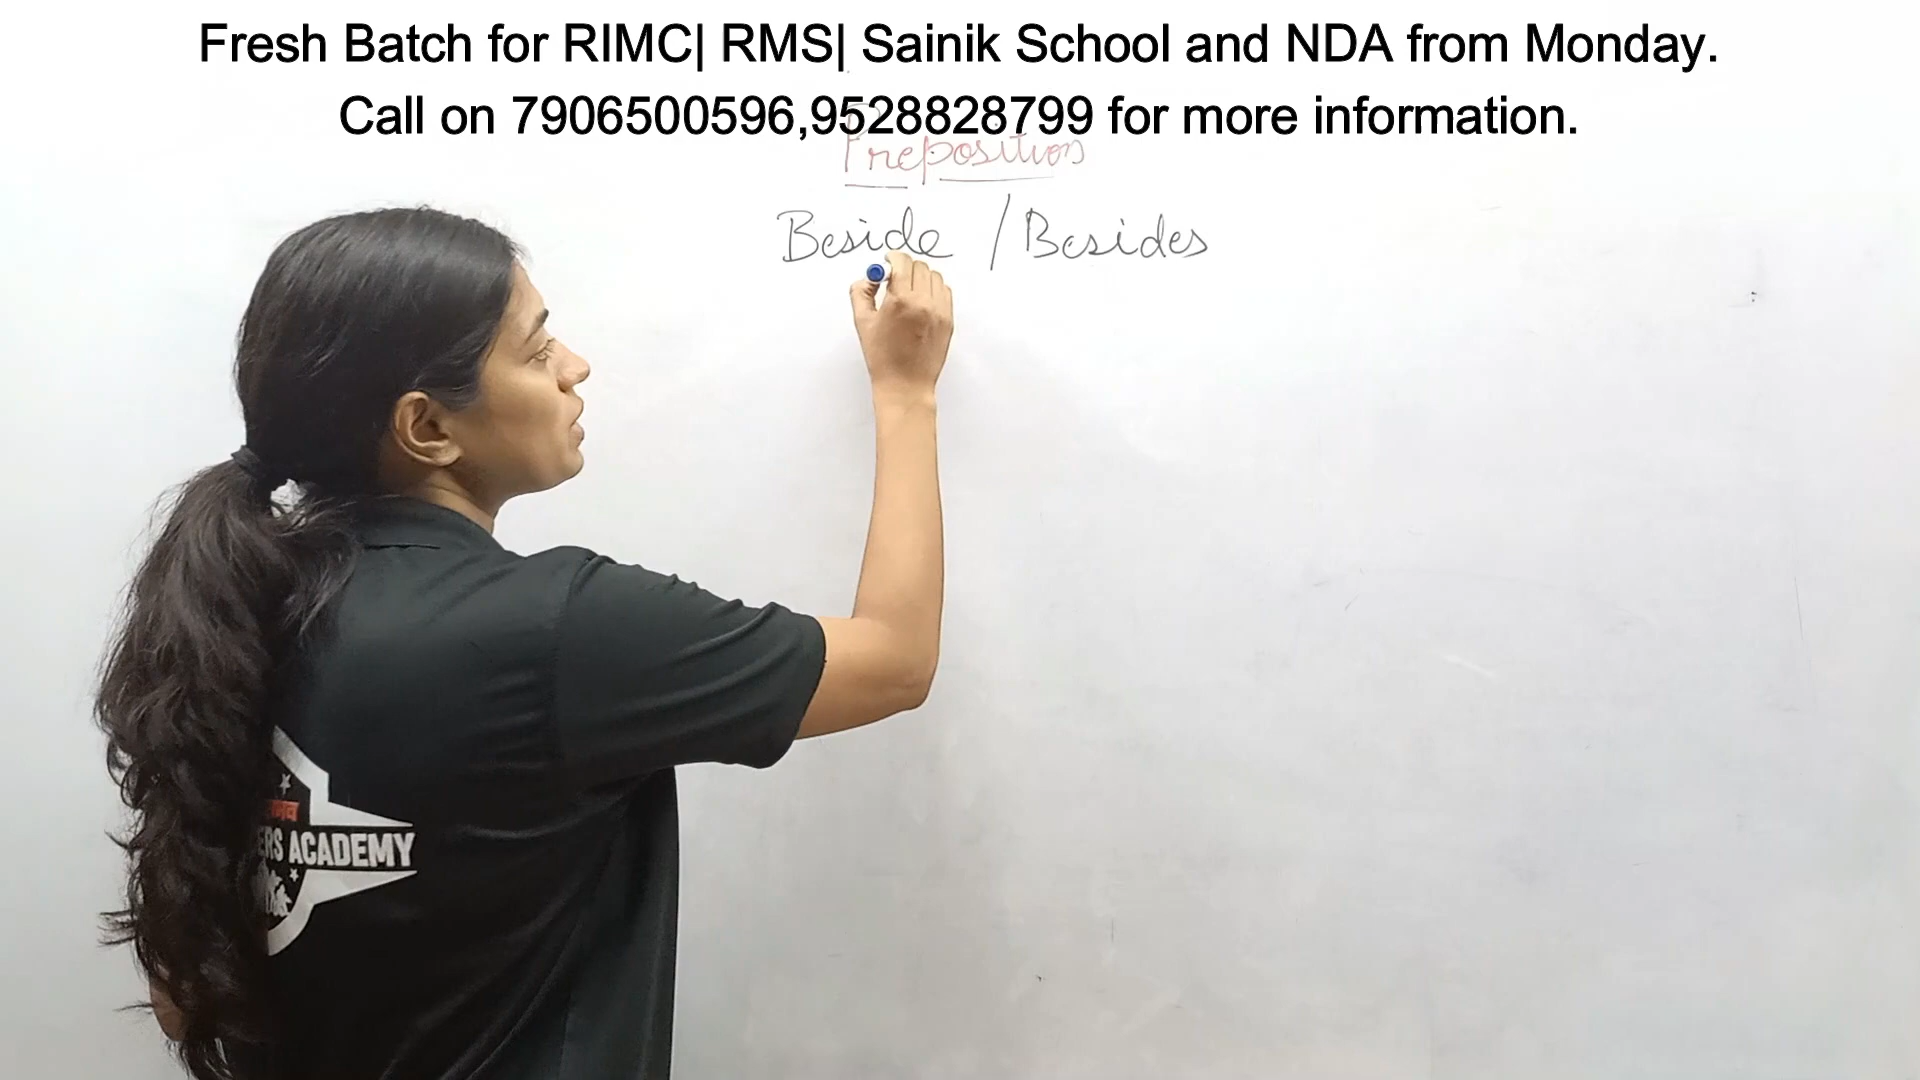 Fresh Batch for RIMC| RMS| Sainik School and NDA from Monday.
Call on 7906500596,9528828799 for more information.
Preposition
Beside / Besides
ERS ACADEMY